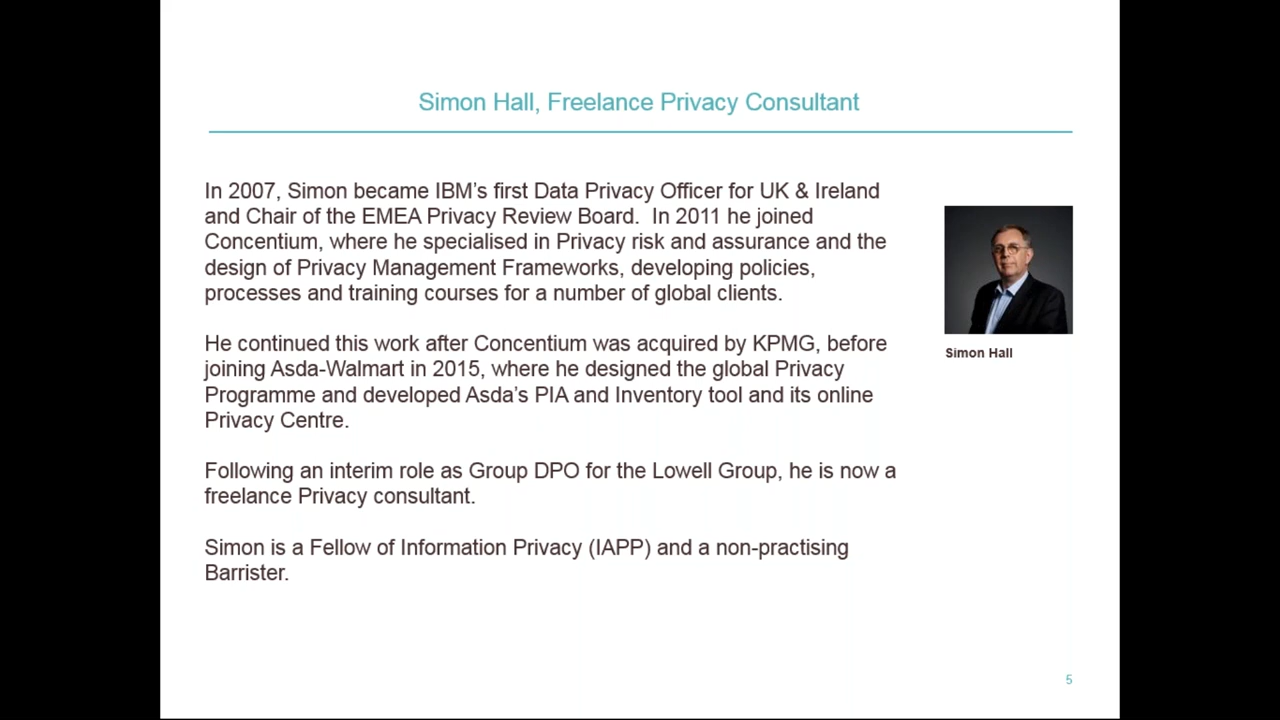 Simon Hall, Freelance Privacy Consultant
In 2007, Simon became IBM's first Data Privacy Officer for UK & Ireland
and Chair of the EMEA Privacy Review Board.  In 2011 he joined
Concentium, where he specialised in Privacy risk and assurance and the
design of Privacy Management Frameworks, developing policies,
processes and training courses for a number of global clients.
He continued this work after Concentium was acquired by KPMG, before
joining Asda-Walmart in 2015, where he designed the global Privacy
Programme and developed Asda's PIA and Inventory tool and its online
Privacy Centre.
Following an interim role as Group DPO for the Lowell Group, he is now a
freelance Privacy consultant.
Simon is a Fellow of Information Privacy (IAPP) and a non-practising
Barrister.
Simon Hall
5